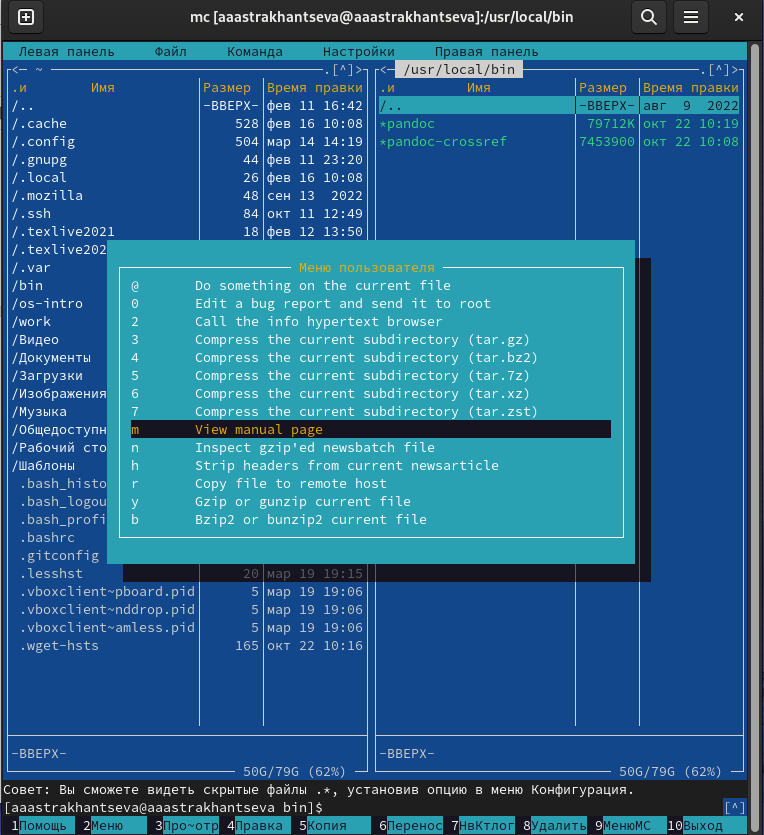 mc [aaastrakhantseva@aaastrakhantseva]:/usr/local/bin
Левая панель Файл Команда Настройки Правая панель
<— ~ .[^]> <— /usr/local/bin .[^]>
.и Имя Размер Время правки .и Имя Размер Время правки
/.. -ВВЕРХ- фев 11 16:42 /.. -ВВЕРХ- авг 9 2022
/.cache 528 фев 16 10:08 *pandoc 79712K окт 22 10:19
/.config 504 мар 14 14:19 *pandoc-crossref 7453900 окт 22 10:08
/.gnupg 44 фев 11 23:20
/.local 26 фев 16 10:08
/.mozilla 48 сен 13 2022
/.ssh 84 окт 11 12:49
/.texlive2021 18 фев 12 13:50
/.texlive202
/.var Меню пользователя
/bin @ Do something on the current file
/os-intro 0 Edit a bug report and send it to root
/work 2 Call the info hypertext browser
/Видео 3 Compress the current subdirectory (tar.gz)
/Документы 4 Compress the current subdirectory (tar.bz2)
/Загрузки 5 Compress the current subdirectory (tar.7z)
/Изображения 6 Compress the current subdirectory (tar.xz)
/Музыка 7 Compress the current subdirectory (tar.zst)
/Общедоступн m View manual page
/Рабочий сто n Inspect gzip'ed newsbatch file
/Шаблоны h Strip headers from current newsarticle
.bash_histo r Copy file to remote host
.bash_logou y Gzip or gunzip current file
.bash_profi b Bzip2 or bunzip2 current file
.bashrc
.gitconfig
.lesshst 20 мар 19 19:15
.vboxclient~pboard.pid 5 мар 19 19:06
.vboxclient~nddrop.pid 5 мар 19 19:06
.vboxclient~amless.pid 5 мар 19 19:06
.wget-hsts 165 окт 22 10:16
-ВВЕРХ- -ВВЕРХ-
50G/79G (62%) 50G/79G (62%)
Совет: Вы сможете видеть скрытые файлы .*, установив опцию в меню Конфигурация.
[aaastrakhantseva@aaastrakhantseva bin]$ [^]
1Помощь 2Меню 3Про~отр 4Правка 5Копия 6Перенос 7НвКтлог 8Удалить 9МенюMC 10Выход